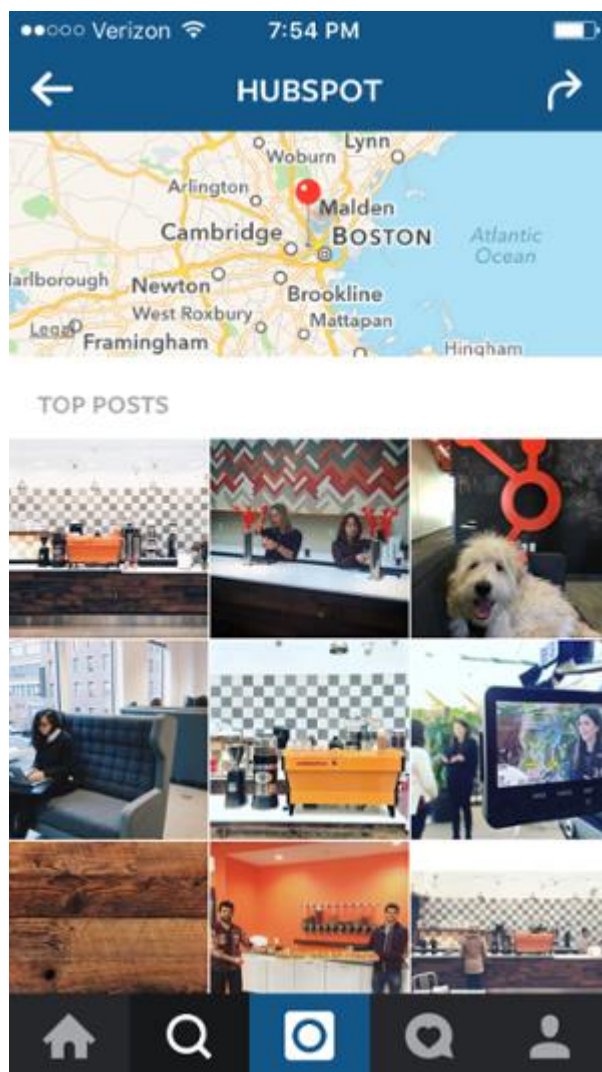 Verizon 7:54 PM
HUBSPOT
Lynn
Woburn
Arlington
Malden
Cambridge BOSTON
Atlantic
Ocean
arlborough Newton
Brookline
West Roxbury
Mattapan
Legal
Framingham
Hingham
TOP POSTS